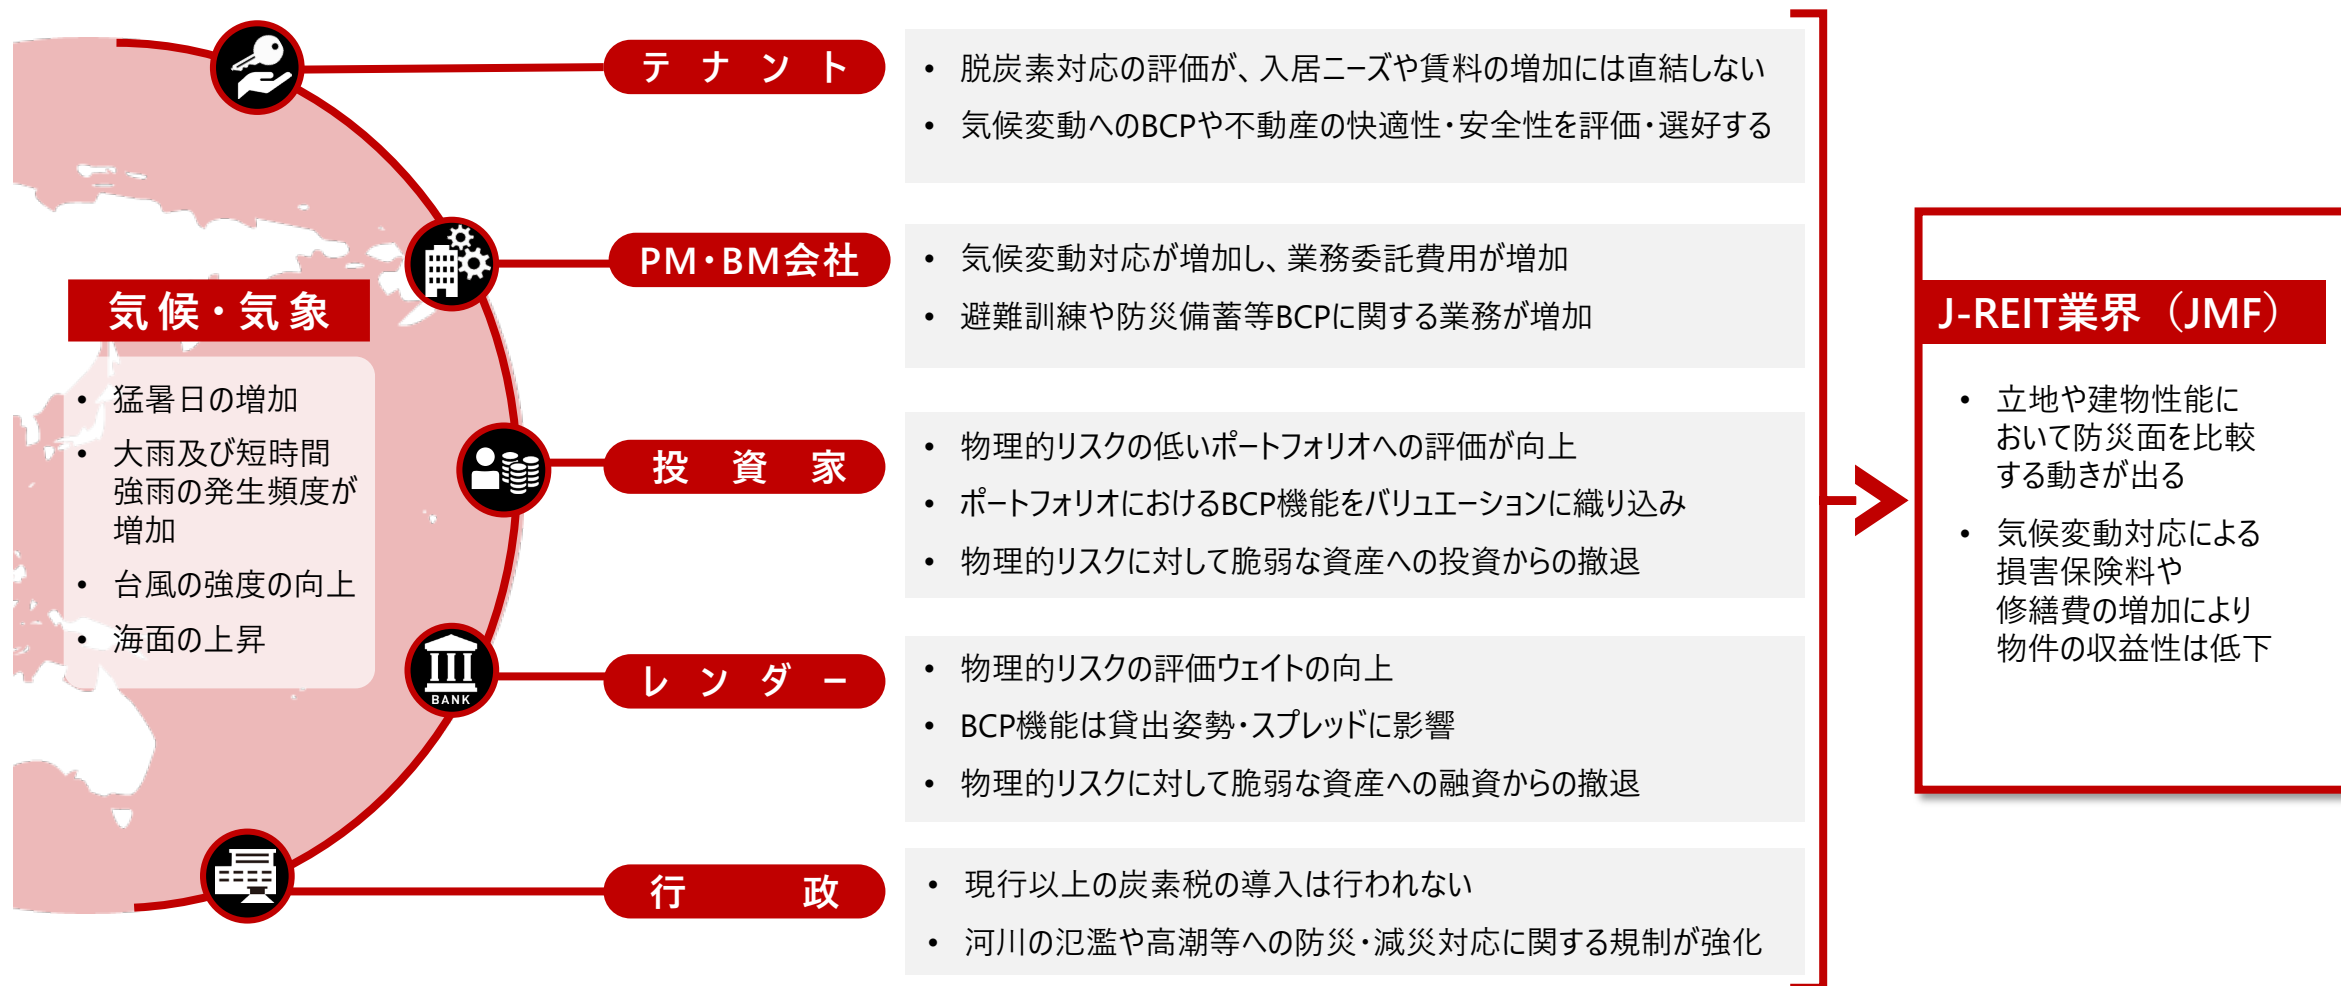 テナント
• 脱炭素対応の評価が、入居ニーズや賃料の増加には直結しない
• 気候変動へのBCPや不動産の快適性・安全性を評価・選好する
PM・BM会社
• 気候変動対応が増加し、業務委託費用が増加
• 避難訓練や防災備蓄等BCPに関する業務が増加
気候・気象
• 猛暑日の増加
• 大雨及び短時間
強雨の発生頻度が
増加
• 台風の強度の向上
• 海面の上昇
投資家
• 物理的リスクの低いポートフォリオへの評価が向上
• ポートフォリオにおけるBCP機能をバリュエーションに織り込み
• 物理的リスクに対して脆弱な資産への投資からの撤退
BANK
レンダー
• 物理的リスクの評価ウェイトの向上
• BCP機能は貸出姿勢・スプレッドに影響
• 物理的リスクに対して脆弱な資産への融資からの撤退
行政
• 現行以上の炭素税の導入は行われない
• 河川の氾濫や高潮等への防災・減災対応に関する規制が強化
J-REIT業界（JMF）
• 立地や建物性能に
おいて防災面を比較
する動きが出る
• 気候変動対応による
損害保険料や
修繕費の増加により
物件の収益性は低下